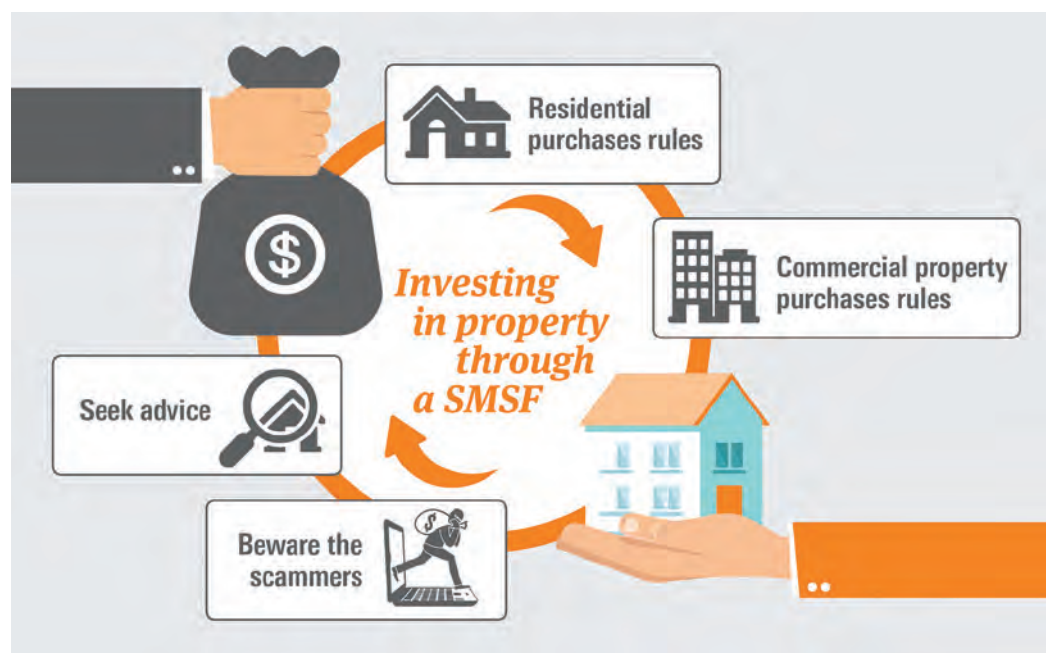 Residential
purchases rules
Commercial property
purchases rules
$
Investing
in property
through
a SMSF
Seek advice
Beware the
scammers
$